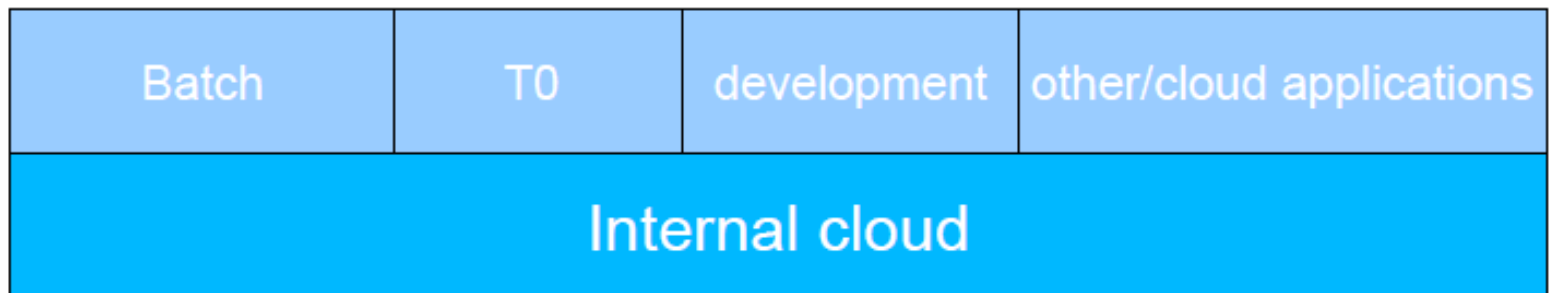 Batch
T0
development
other/cloud applications
Internal cloud